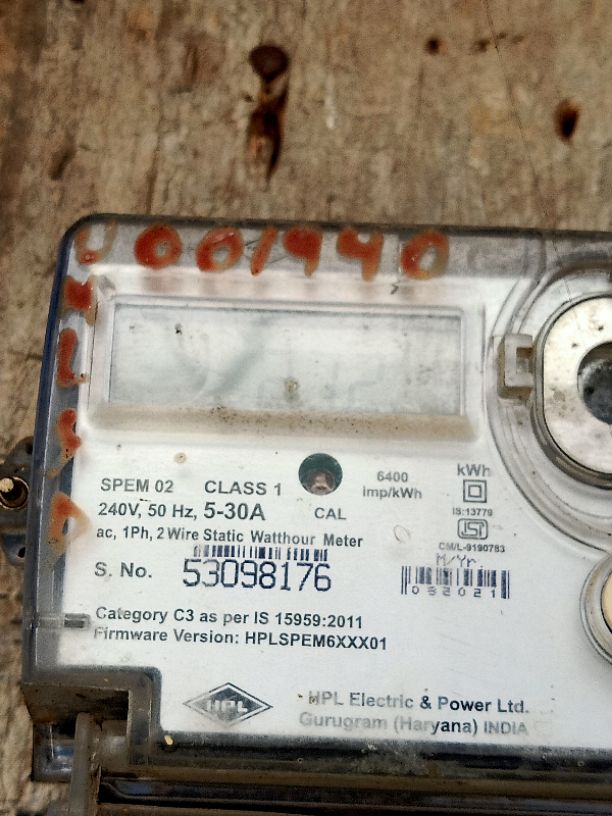 001940
SPEM 02 CLASS 1
6400
imp/kWh
kWh
240V, 50 Hz, 5-30A
CAL
IS:13779
ISI
CM/L-9190783
ac, 1Ph, 2 Wire Static Watthour Meter
M/Yr.
S. No. 53098176
052021
Category C3 as per IS 15959:2011
Firmware Version: HPLSPEM6XXX01
HPL
HPL Electric & Power Ltd.
Gurugram (Haryana) INDIA